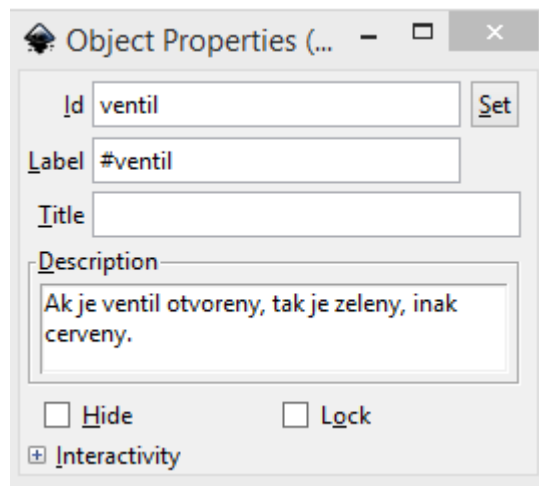 Object Properties (...
Id ventil Set
Label #ventil
Title
Description
Ak je ventil otvoreny, tak je zeleny, inak
cerveny.
Hide Lock
Interactivity